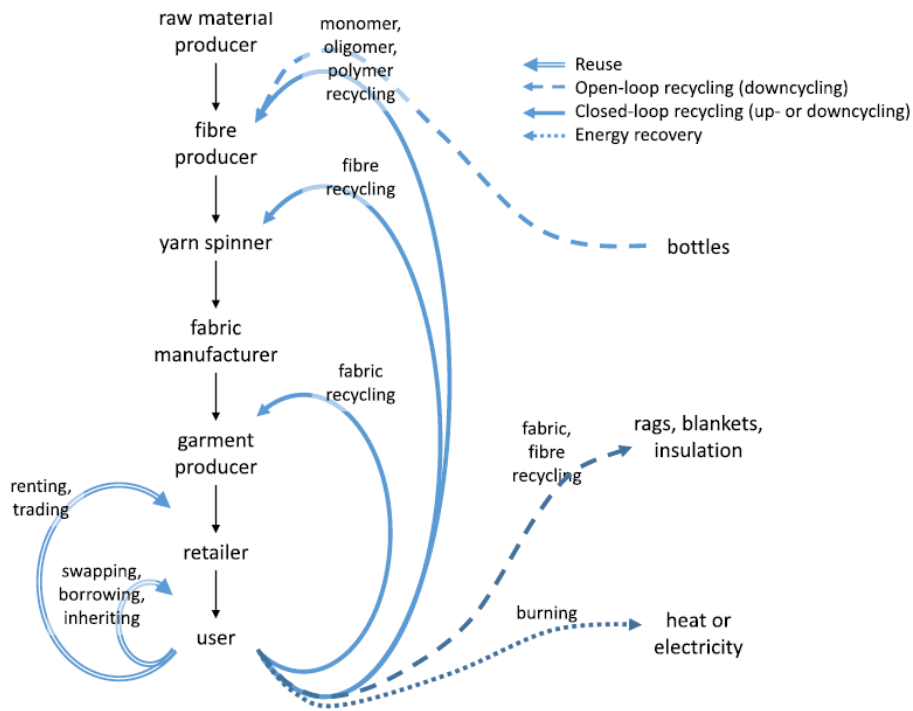 raw material
producer
monomer,
oligomer,
polymer
recycling
Reuse
Open-loop recycling (downcycling)
Closed-loop recycling (up- or downcycling)
Energy recovery
fibre
producer
fibre
recycling
yarn spinner
bottles
fabric
manufacturer
fabric
recycling
garment
producer
fabric,
fibre
recycling
rags, blankets,
insulation
renting,
trading
retailer
swapping,
borrowing,
inheriting
burning
user
heat or
electricity